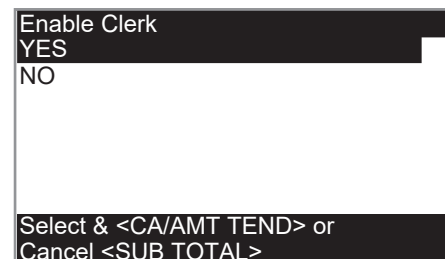 Enable Clerk
YES
NO
Select & <CA/AMT TEND> or
Cancel <SUB TOTAL>